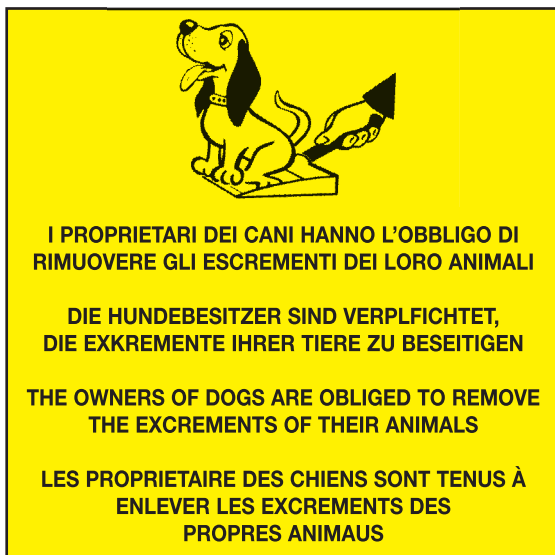 I PROPRIETARI DEI CANI HANNO L'OBBLIGO DI
RIMUOVERE GLI ESCREMENTI DEI LORO ANIMALI
DIE HUNDEBESITZER SIND VERPLFICHTET,
DIE EXKREMENTE IHRER TIERE ZU BESEITIGEN
THE OWNERS OF DOGS ARE OBLIGED TO REMOVE
THE EXCREMENTS OF THEIR ANIMALS
LES PROPRIETAIRE DES CHIENS SONT TENUS À
ENLEVER LES EXCREMENTS DES
PROPRES ANIMAUS